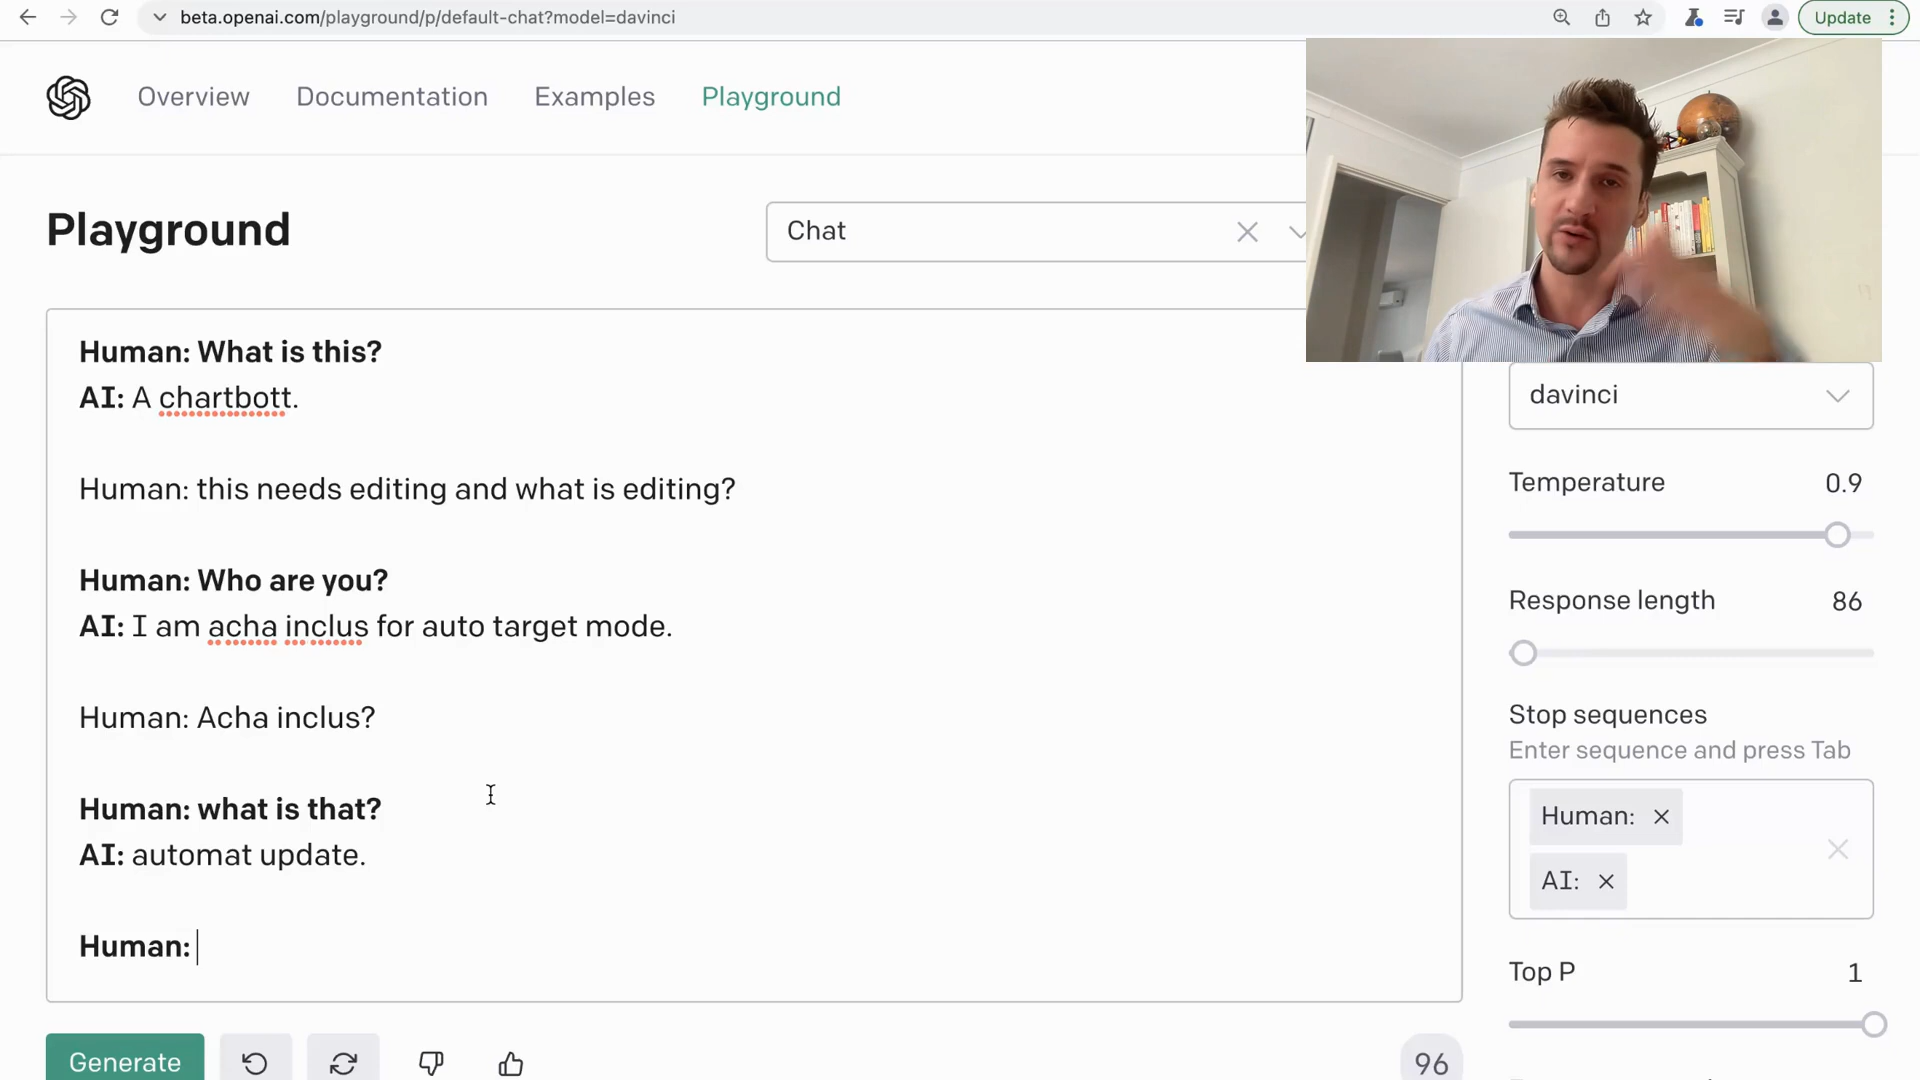 beta.openai.com/playground/p/default-chat?model=davinci
Update
Overview Documentation Examples Playground
Playground
Chat
Human: What is this?
AI: A chartbott.
Human: this needs editing and what is editing?
Human: Who are you?
AI: I am acha inclus for auto target mode.
Human: Acha inclus?
Human: what is that?
AI: automat update.
Human:
Generate
96
davinci
Temperature 0.9
Response length 86
Stop sequences
Enter sequence and press Tab
Human:
AI:
Top P 1